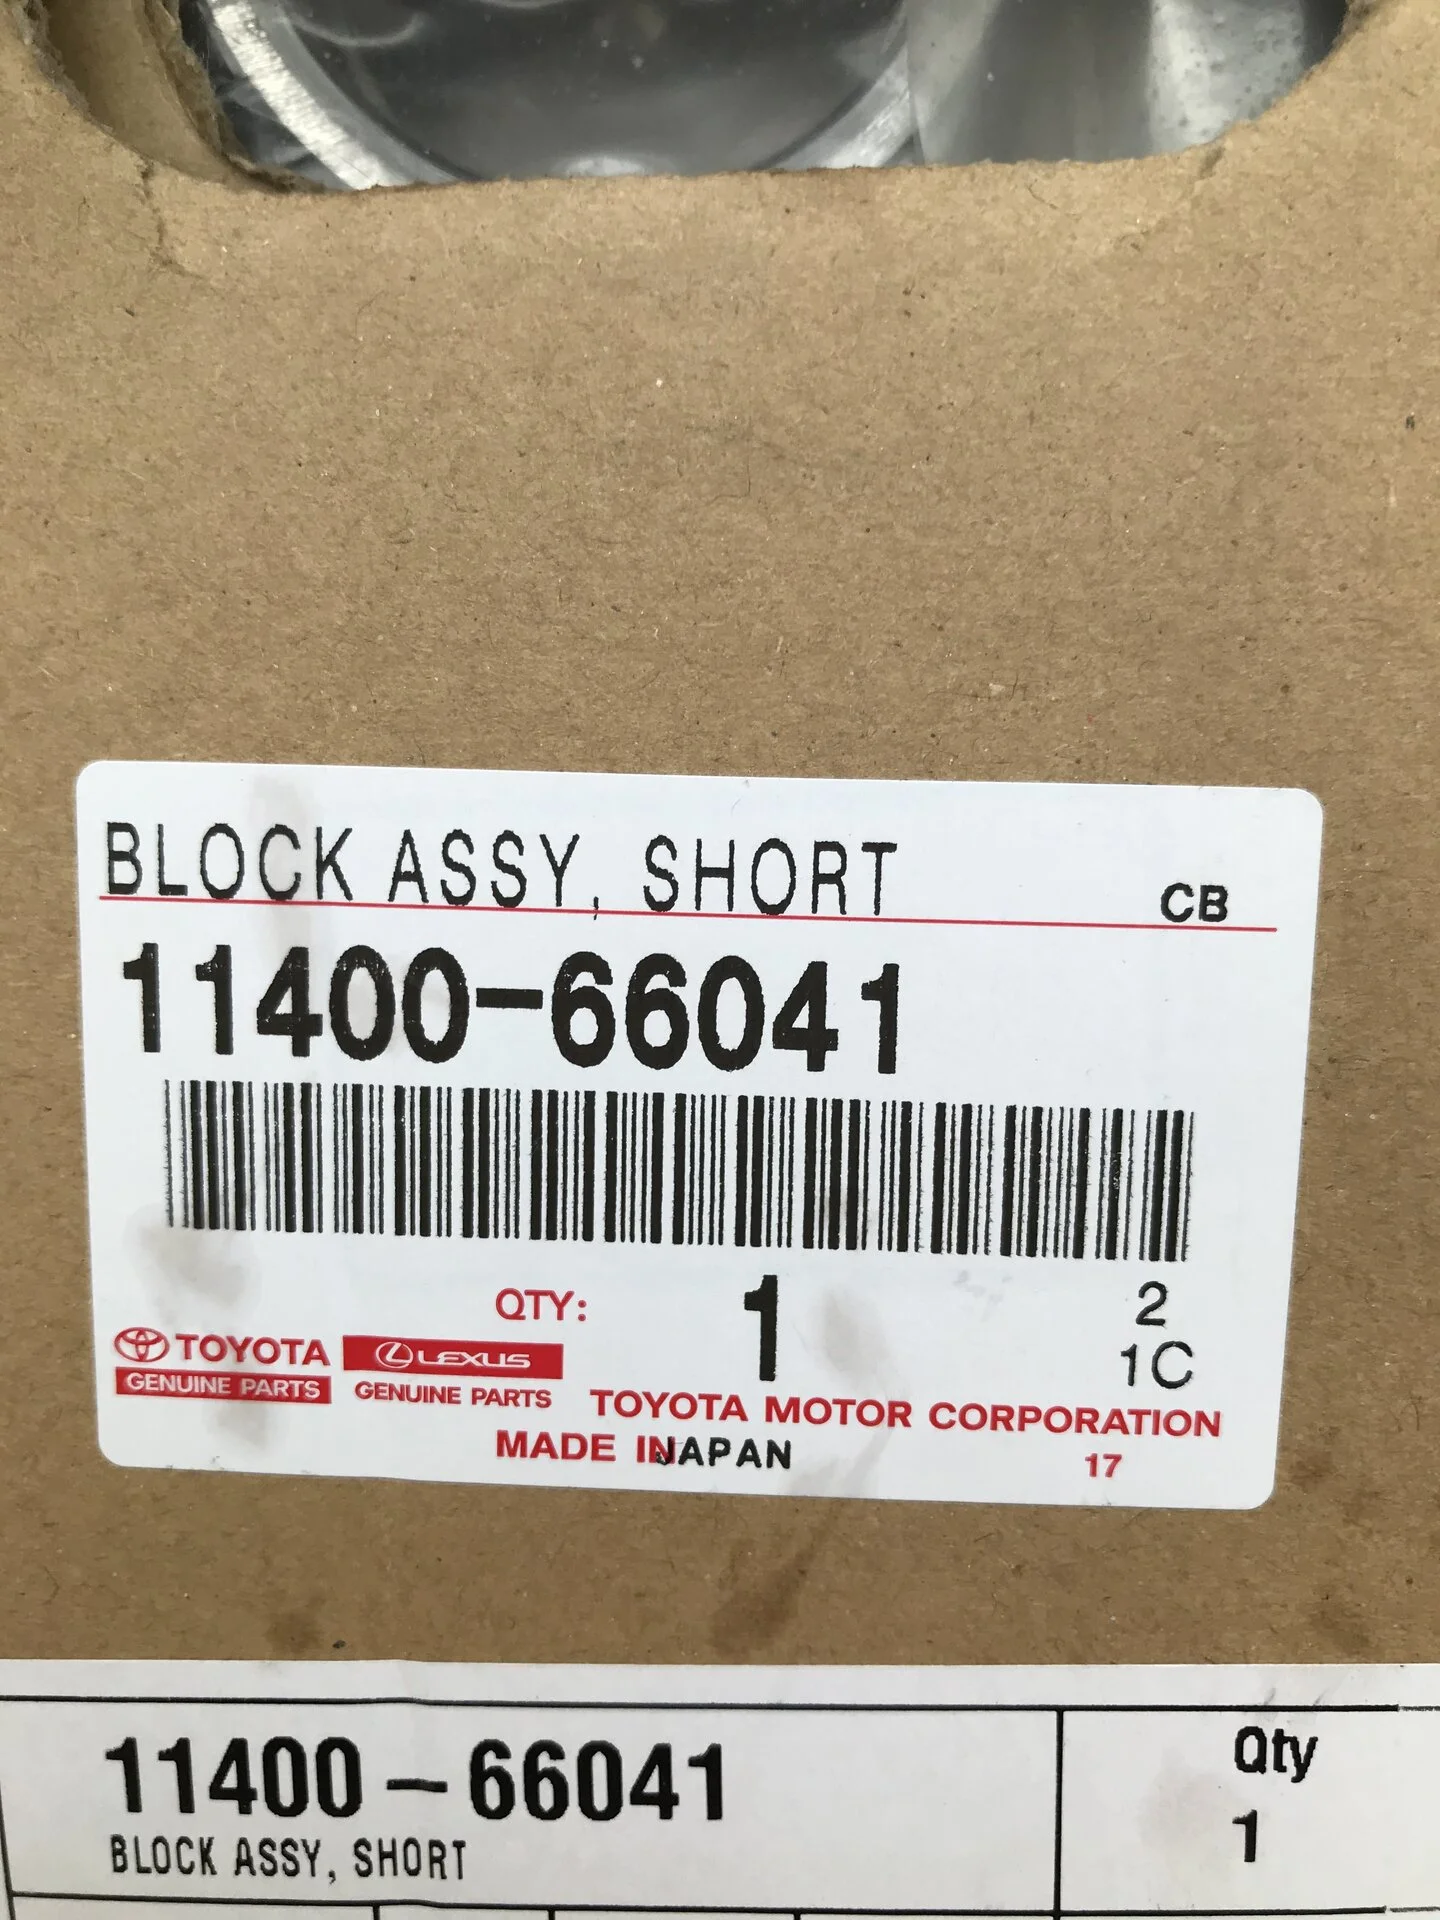 BLOCK ASSY, SHORT CB
11400-66041
QTY: 1 2
1C
TOYOTA LEXUS
GENUINE PARTS GENUINE PARTS
TOYOTA MOTOR CORPORATION
MADE IN JAPAN 17
11400-66041 Qty
BLOCK ASSY, SHORT 1